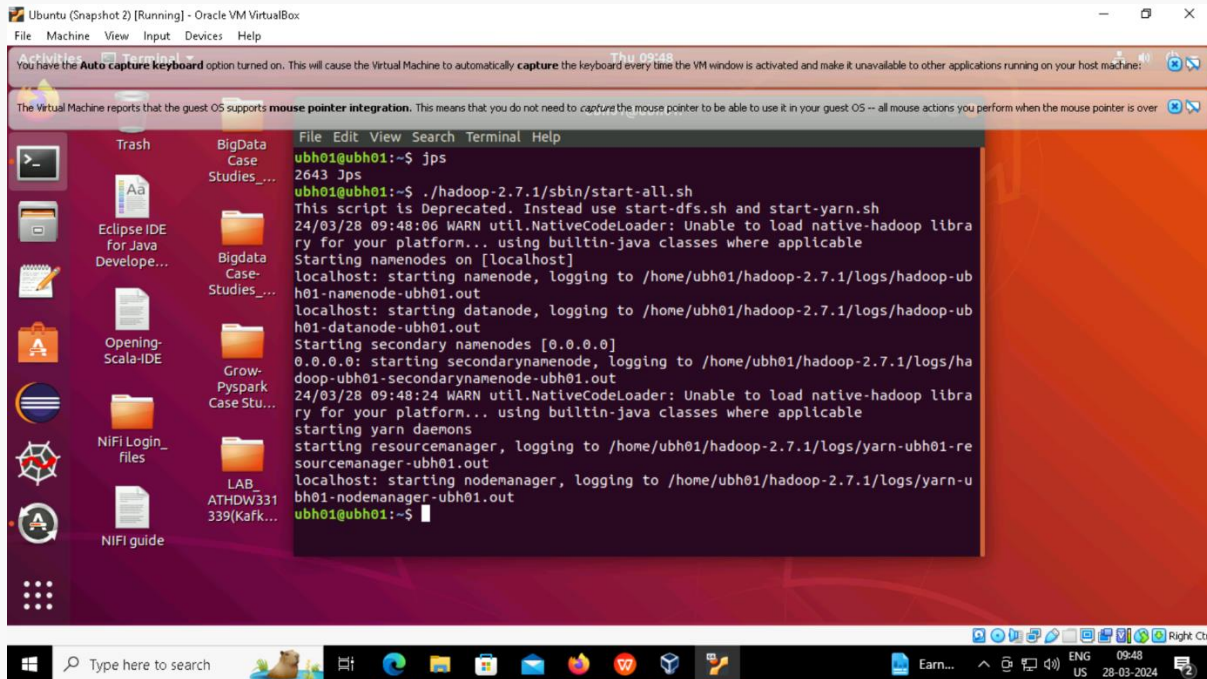 Ubuntu (Snapshot 2) [Running] - Oracle VM VirtualBox
File Machine View Input Devices Help
Activities Terminal Thu 09:48
You have the Auto capture keyboard option turned on. This will cause the Virtual Machine to automatically capture the keyboard every time the VM window is activated and make it unavailable to other applications running on your host machine:
The Virtual Machine reports that the guest OS supports mouse pointer integration. This means that you do not need to capture the mouse pointer to be able to use it in your guest OS -- all mouse actions you perform when the mouse pointer is over
Trash
BigData
Case
Studies_...
Eclipse IDE
for Java
Develope...
Bigdata
Case-
Studies_...
Opening-
Scala-IDE
Grow-
Pyspark
Case Stu...
NiFi Login_
files
LAB_
ATHDW331
339(Kafk...
NIFI guide
File Edit View Search Terminal Help
ubh01@ubh01:~$ jps
2643 Jps
ubh01@ubh01:~$ ./hadoop-2.7.1/sbin/start-all.sh
This script is Deprecated. Instead use start-dfs.sh and start-yarn.sh
24/03/28 09:48:06 WARN util.NativeCodeLoader: Unable to load native-hadoop libra
ry for your platform... using builtin-java classes where applicable
Starting namenodes on [localhost]
localhost: starting namenode, logging to /home/ubh01/hadoop-2.7.1/logs/hadoop-ub
h01-namenode-ubh01.out
localhost: starting datanode, logging to /home/ubh01/hadoop-2.7.1/logs/hadoop-ub
h01-datanode-ubh01.out
Starting secondary namenodes [0.0.0.0]
0.0.0.0: starting secondarynamenode, logging to /home/ubh01/hadoop-2.7.1/logs/ha
doop-ubh01-secondarynamenode-ubh01.out
24/03/28 09:48:24 WARN util.NativeCodeLoader: Unable to load native-hadoop libra
ry for your platform... using builtin-java classes where applicable
starting yarn daemons
starting resourcemanager, logging to /home/ubh01/hadoop-2.7.1/logs/yarn-ubh01-re
sourcemanager-ubh01.out
localhost: starting nodemanager, logging to /home/ubh01/hadoop-2.7.1/logs/yarn-u
bh01-nodemanager-ubh01.out
ubh01@ubh01:~$
Right Ct
Type here to search
Earn...
ENG
US
09:48
28-03-2024
2